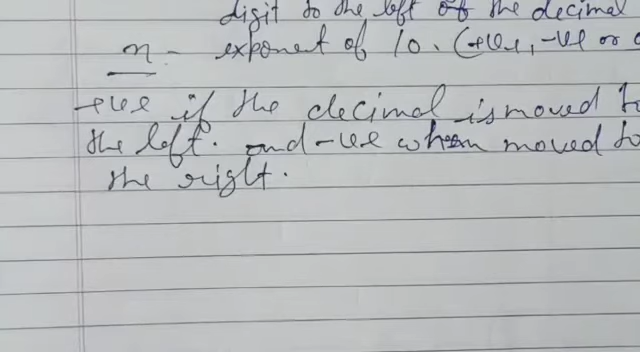 digit to the left of the decimal
n - exponent of 10. (+ve, -ve or
+ve if the decimal is moved to
the left. and -ve when moved to
the right.